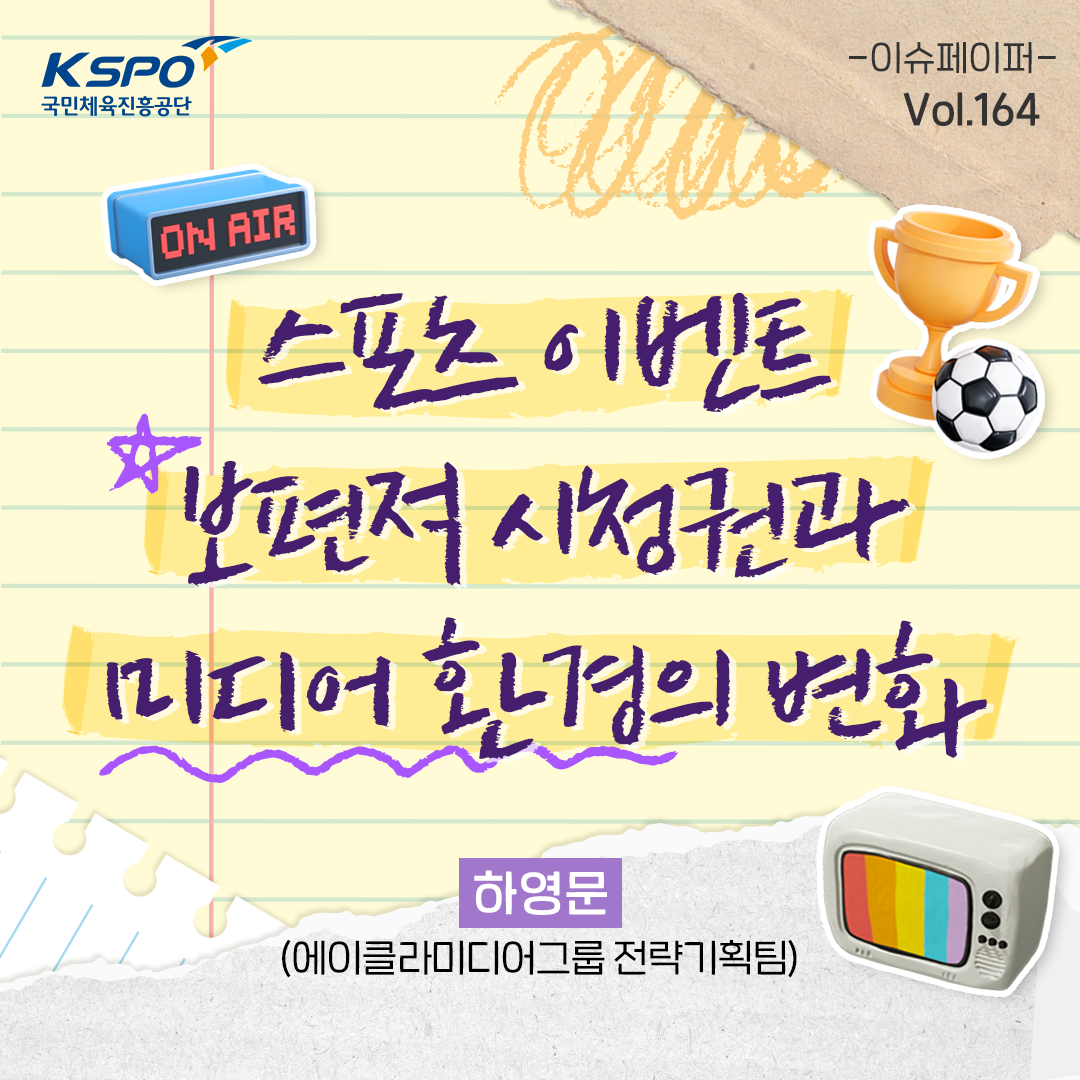 KSPO
국민체육진흥공단
-이슈페이퍼-
Vol.164
ON AIR
스포츠 이벤트
보편적 시청권과
미디어 환경의 변화
하영문
(에이클라미디어그룹 전략기획팀)